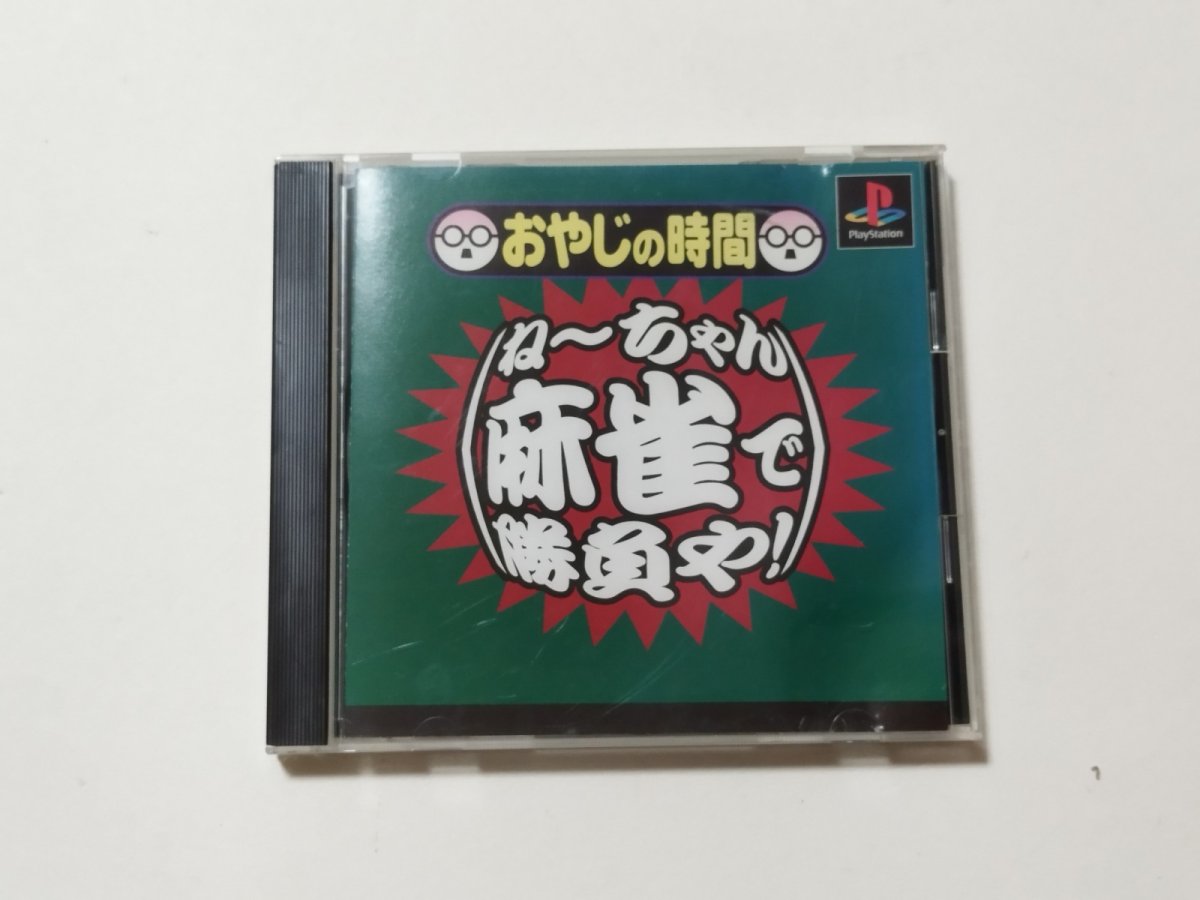 おやじの時間
PlayStation
ね～ちゃん
麻雀で
勝負や!